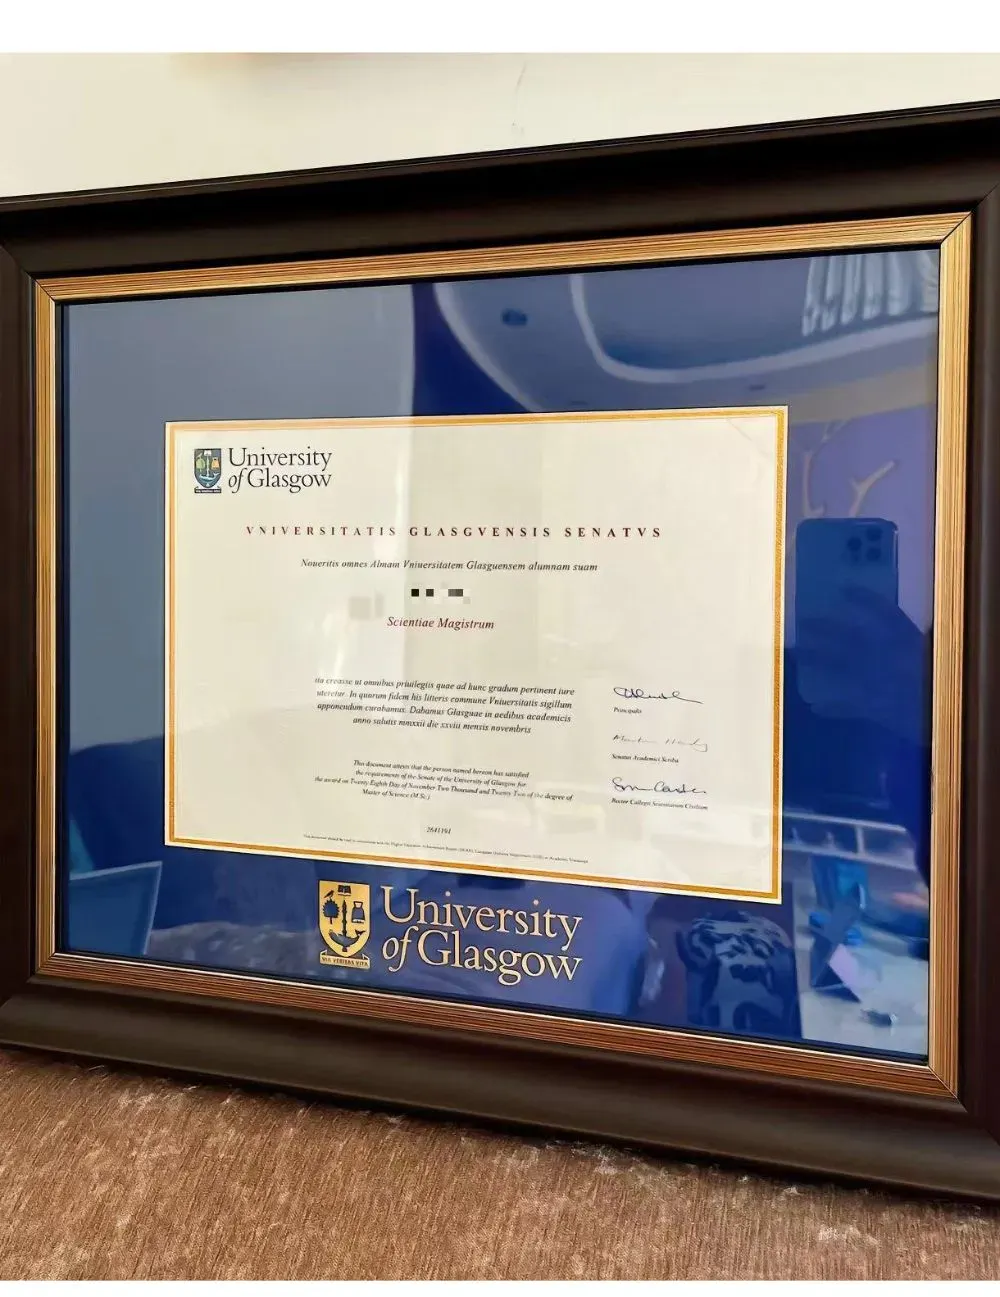 University
of Glasgow
VNIVERSITATIS GLASGVENSIS SENATVS
Noueritis omnes Almam Vniuersitatem Glasguensem alumnam suam
Scientiae Magistrum
ita creasse ut omnibus priuilegiis quae ad hunc gradum pertinent iure
uteretur. In quorum fidem his litteris commune Vniuersitatis sigillum
apponendum curabamus. Dabamus Glasguae in aedibus academicis
anno salutis mmxxii die xxviii mensis novembris
Principalis
Senatus Academici Scriba
This document attests that the person named hereon has satisfied
the requirements of the Senate of the University of Glasgow for
the award on Twenty Eighth Day of November Two Thousand and Twenty Two of the degree of
Master of Science (M.Sc.)
Rector Collegii Scientiarum Civilium
2641191
VIA VERITAS VITA
University
of Glasgow